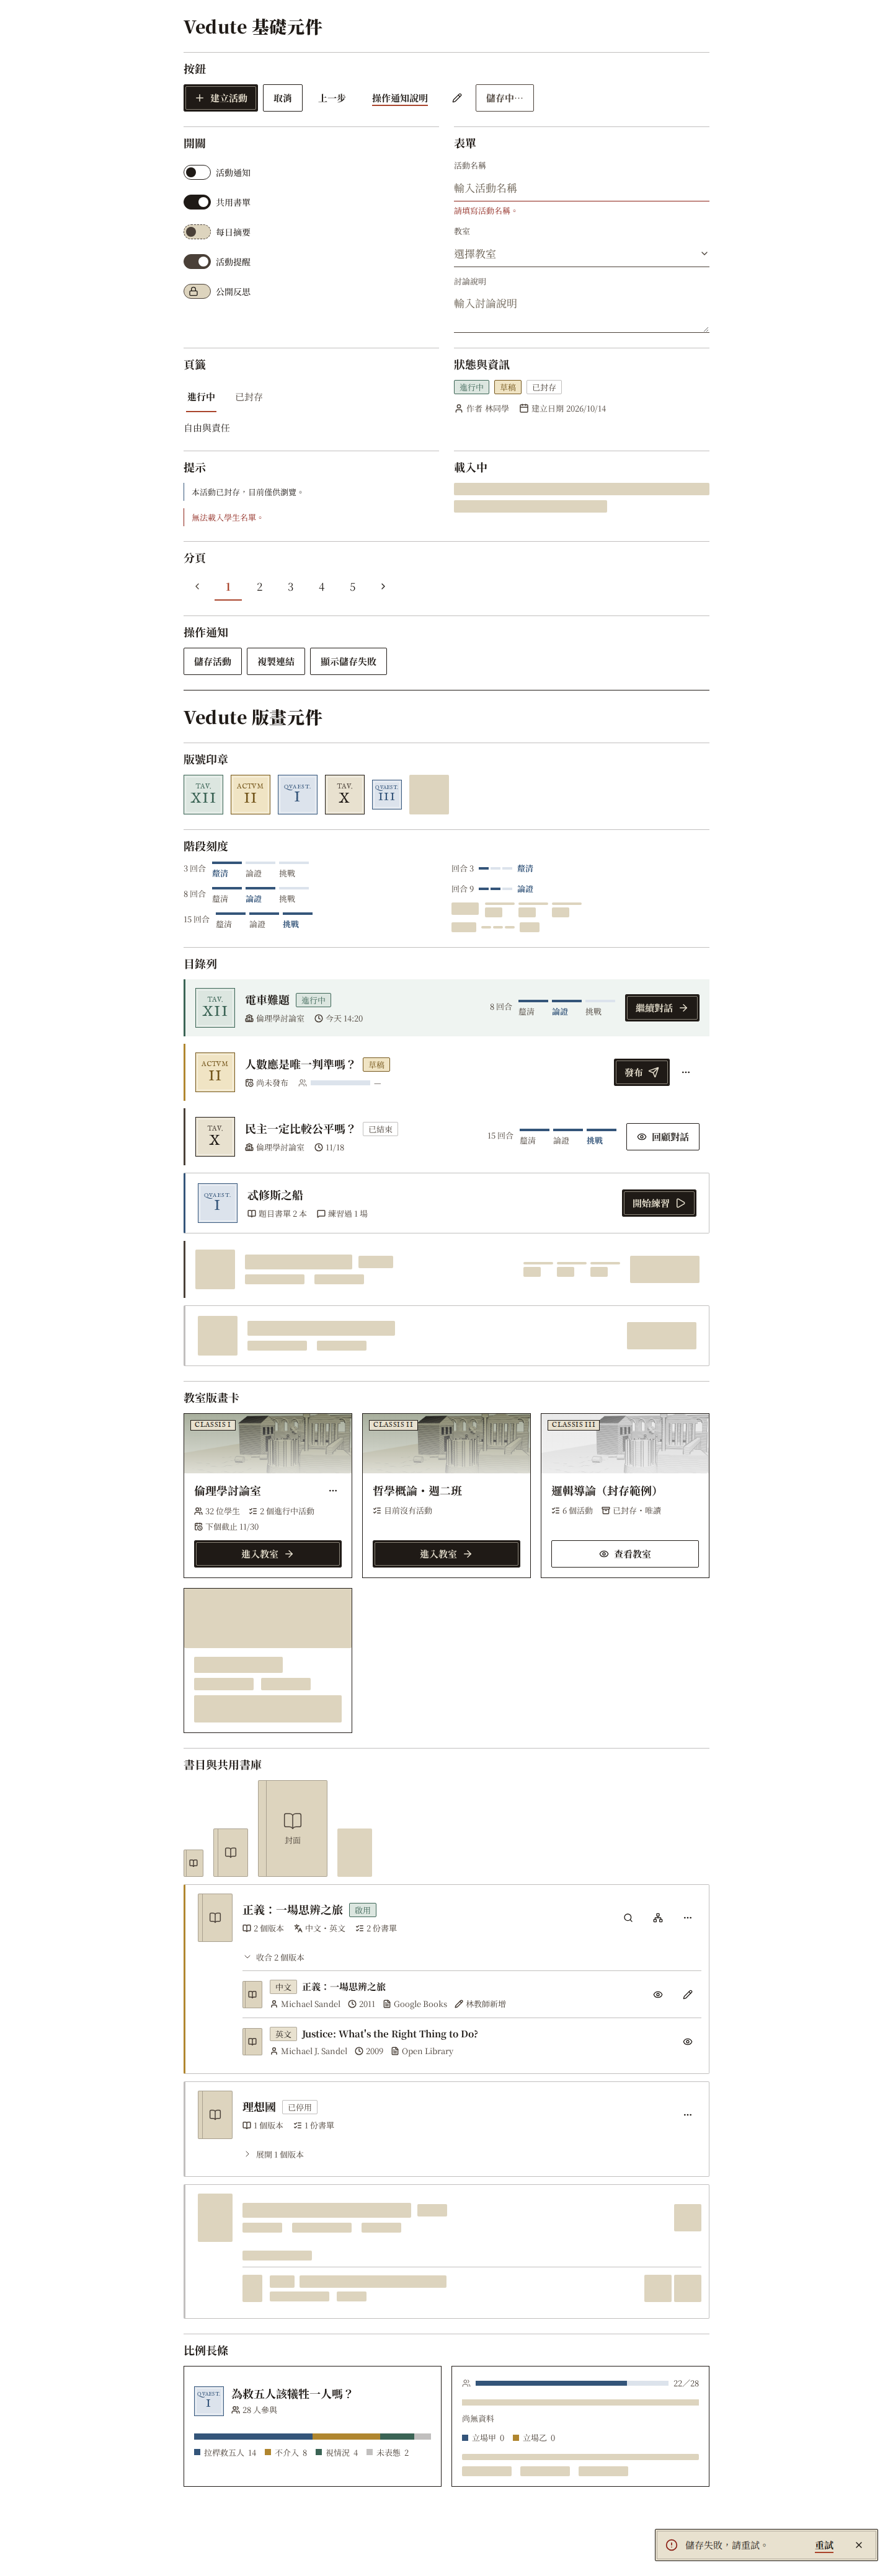 Vedute 基礎元件
按鈕
建立活動 取消 上一步 操作通知說明 儲存中…
開關
活動通知
共用書單
每日摘要
活動提醒
公開反思
表單
活動名稱
輸入活動名稱
請填寫活動名稱。
教室
選擇教室
討論說明
輸入討論說明
頁籤
進行中 已封存
自由與責任
狀態與資訊
進行中 草稿 已封存
作者 林同學 建立日期 2026/10/14
提示
本活動已封存，目前僅供瀏覽。
無法載入學生名單。
載入中
分頁
1 2 3 4 5
操作通知
儲存活動 複製連結 顯示儲存失敗
Vedute 版畫元件
版號印章
TAV. XII
ACTVM II
QVAEST. I
TAV. X
QVAEST. III
階段刻度
3 回合 釐清 論證 挑戰
8 回合 釐清 論證 挑戰
15 回合 釐清 論證 挑戰
回合 3 釐清
回合 9 論證
目錄列
TAV. XII
電車難題 進行中
倫理學討論室 今天 14:20
8 回合 釐清 論證 挑戰
繼續對話
ACTVM II
人數應是唯一判準嗎？ 草稿
尚未發布 —
發布
TAV. X
民主一定比較公平嗎？ 已結束
倫理學討論室 11/18
15 回合 釐清 論證 挑戰
回顧對話
QVAEST. I
忒修斯之船
題目書單 2 本 練習過 1 場
開始練習
教室版畫卡
CLASSIS I
倫理學討論室
32 位學生 2 個進行中活動
下個截止 11/30
進入教室
CLASSIS II
哲學概論・週二班
目前沒有活動
進入教室
CLASSIS III
邏輯導論（封存範例）
6 個活動 已封存・唯讀
查看教室
書目與共用書庫
封面
正義：一場思辨之旅 啟用
2 個版本 中文・英文 2 份書單
收合 2 個版本
中文 正義：一場思辨之旅
Michael Sandel 2011 Google Books 林教師新增
英文 Justice: What's the Right Thing to Do?
Michael J. Sandel 2009 Open Library
理想國 已停用
1 個版本 1 份書單
展開 1 個版本
比例長條
QVAEST. I
為救五人該犧牲一人嗎？
28 人參與
拉桿救五人 14 不介入 8 視情況 4 未表態 2
22／28
尚無資料
立場甲 0 立場乙 0
儲存失敗，請重試。 重試